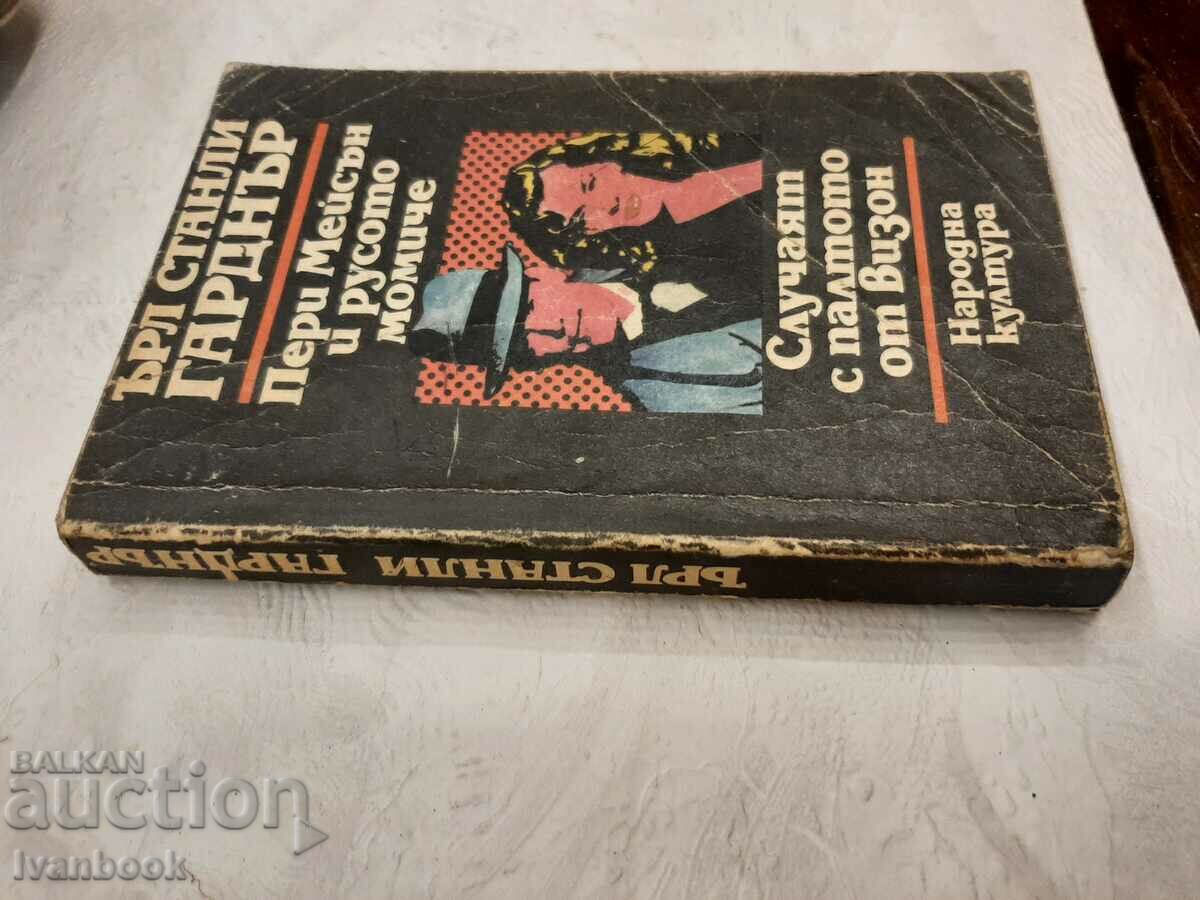 ЪРЛ СТАНЛИ
ГАРДНЪР
Пери Мейсън
и русото
момиче
Случаят
с палтото
от визон
Народна
култура
ЪРЛ СТАНЛИ ГАРДНЪР
BALKAN
auction
Ivanbook